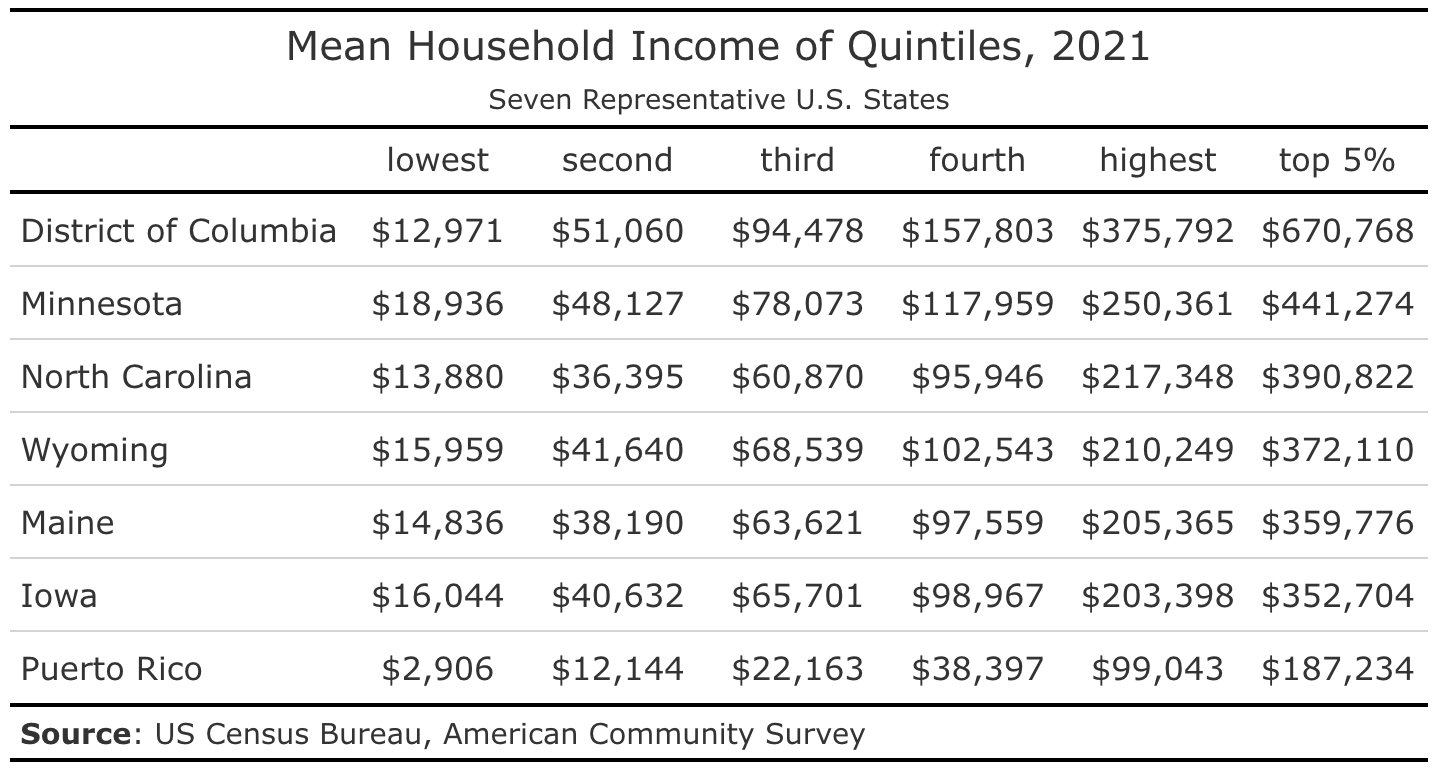 Mean Household Income of Quintiles, 2021
Seven Representative U.S. States
lowest second third fourth highest top 5%
District of Columbia $12,971 $51,060 $94,478 $157,803 $375,792 $670,768
Minnesota $18,936 $48,127 $78,073 $117,959 $250,361 $441,274
North Carolina $13,880 $36,395 $60,870 $95,946 $217,348 $390,822
Wyoming $15,959 $41,640 $68,539 $102,543 $210,249 $372,110
Maine $14,836 $38,190 $63,621 $97,559 $205,365 $359,776
Iowa $16,044 $40,632 $65,701 $98,967 $203,398 $352,704
Puerto Rico $2,906 $12,144 $22,163 $38,397 $99,043 $187,234
Source: US Census Bureau, American Community Survey